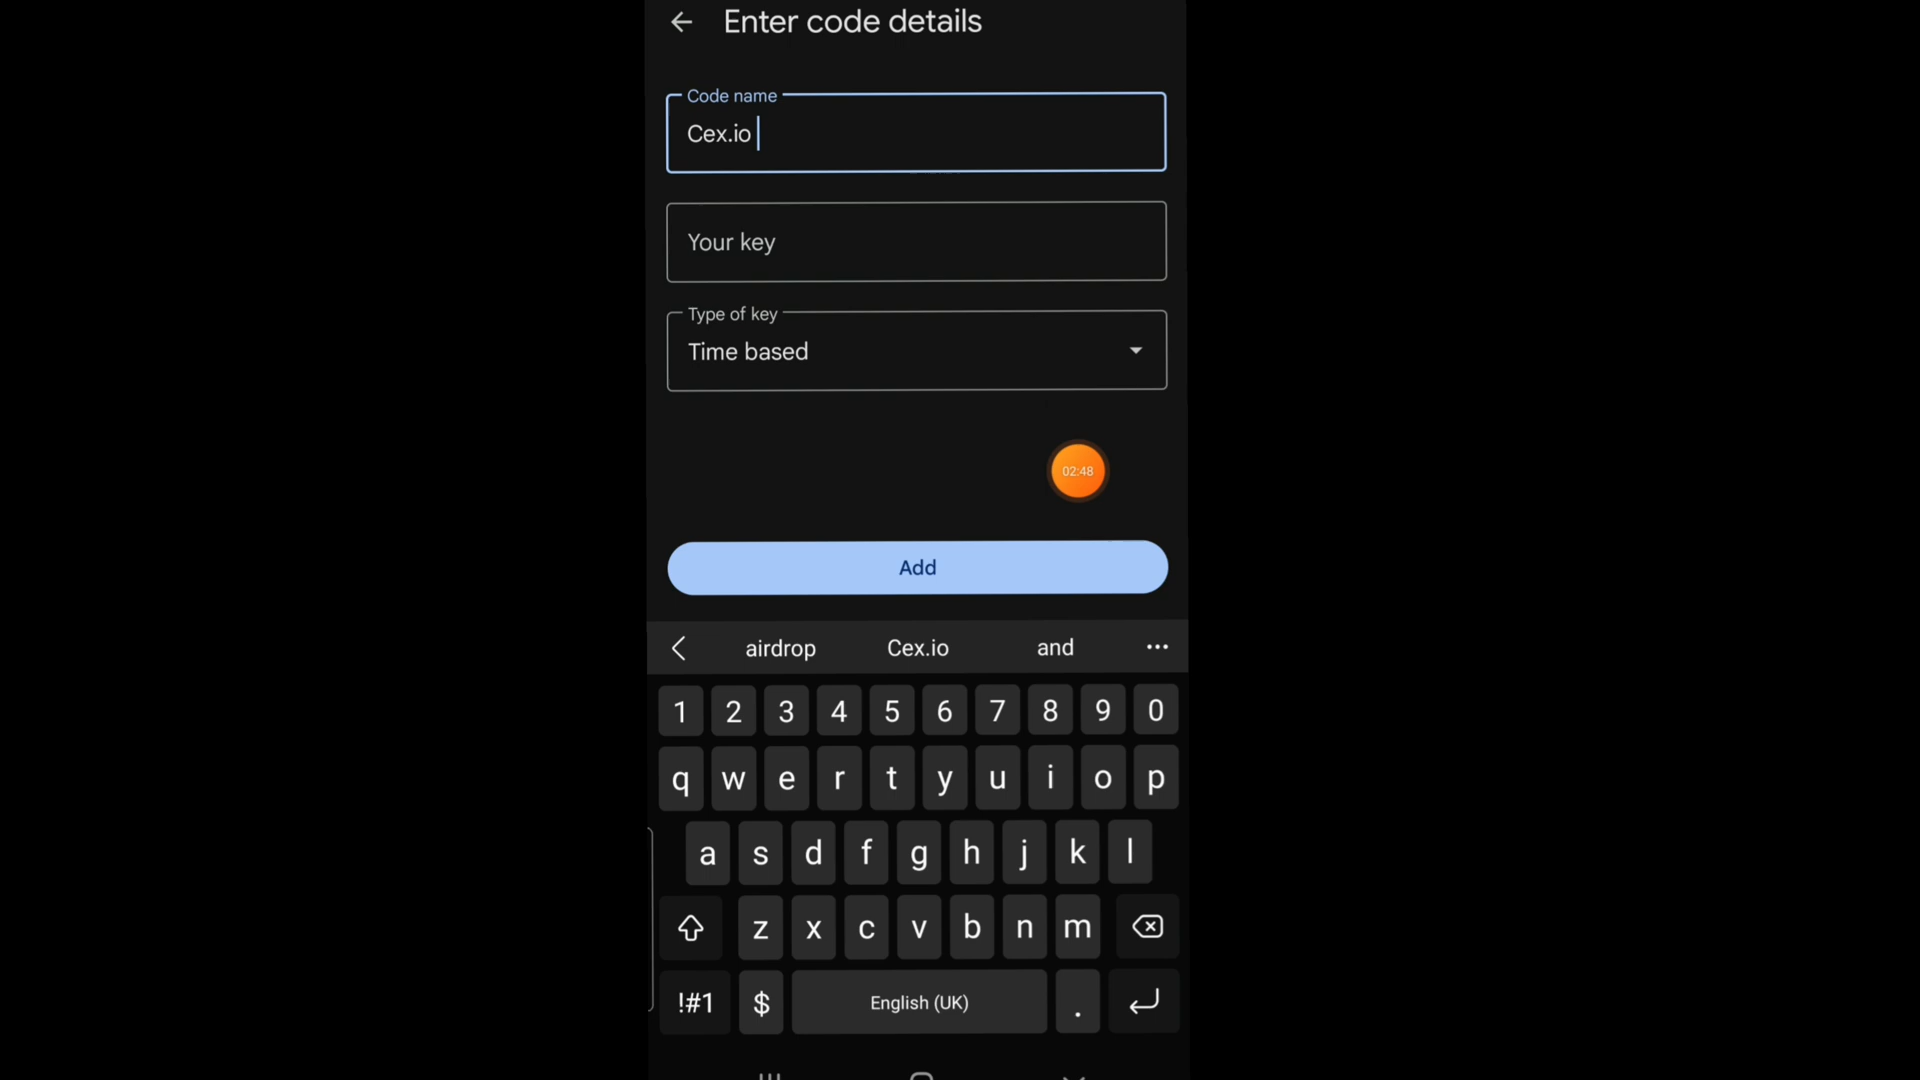 Enter code details
Code name
Cex.io
Your key
Type of key
Time based
02:48
Add
airdrop Cex.io and
1 2 3 4 5 6 7 8 9 0
q w e r t y u i o p
a s d f g h j k l
z x c v b n m
!#1 $ English (UK) .